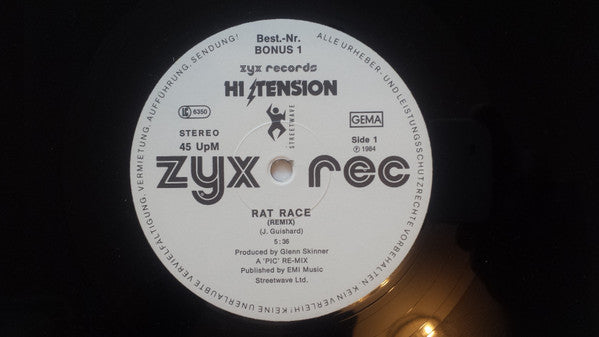 ALLE URHEBER- UND LEISTUNGSSCHUTZRECHTE VORBEHALTEN. KEIN VERLEIH! KEINE UNERLAUBTE VERVIELFÄLTIGUNG, VERMIETUNG, AUFFÜHRUNG, SENDUNG!
Best.-Nr.
BONUS 1
zyx records
HI TENSION
LC 6350
STREETWAVE
GEMA
STEREO
45 UpM
Side 1
℗ 1984
zyx rec
RAT RACE
(REMIX)
(J. Guishard)
5:36
Produced by Glenn Skinner
A 'PIC' RE-MIX
Published by EMI Music
Streetwave Ltd.